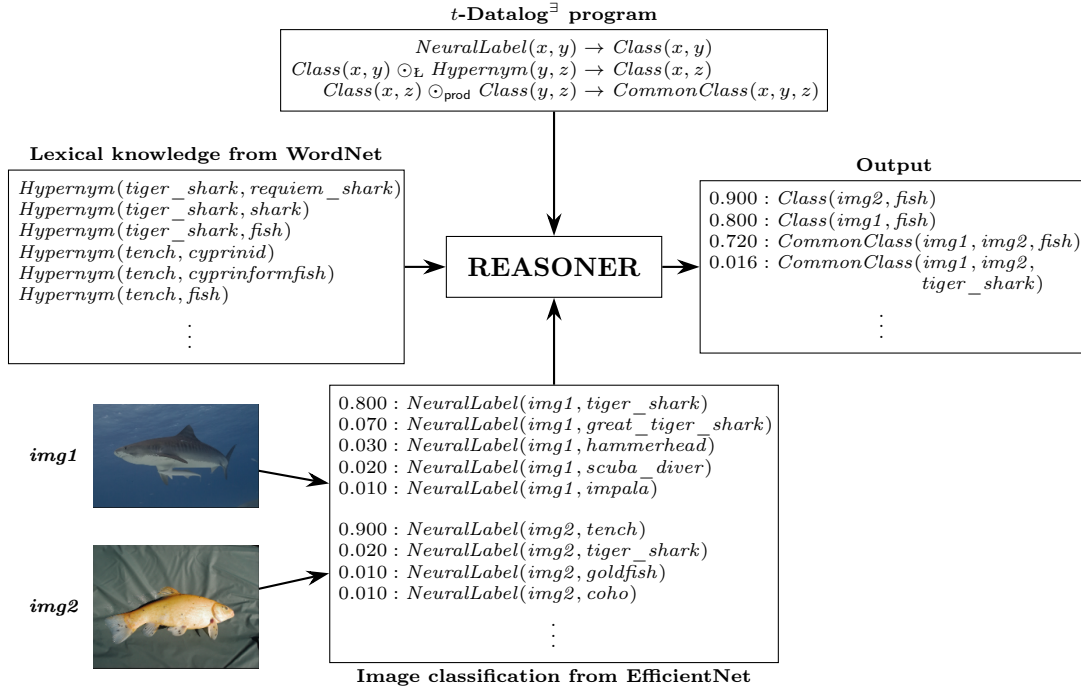 t-Datalog^∃ program
NeuralLabel(x, y) → Class(x, y)
Class(x, y) ⊙_Ł Hypernym(y, z) → Class(x, z)
Class(x, z) ⊙_prod Class(y, z) → CommonClass(x, y, z)
Lexical knowledge from WordNet
Hypernym(tiger_shark, requiem_shark)
Hypernym(tiger_shark, shark)
Hypernym(tiger_shark, fish)
Hypernym(tench, cyprinid)
Hypernym(tench, cyprinformfish)
Hypernym(tench, fish)
⋮
REASONER
Output
0.900 : Class(img2, fish)
0.800 : Class(img1, fish)
0.720 : CommonClass(img1, img2, fish)
0.016 : CommonClass(img1, img2,
tiger_shark)
⋮
img1
img2
0.800 : NeuralLabel(img1, tiger_shark)
0.070 : NeuralLabel(img1, great_tiger_shark)
0.030 : NeuralLabel(img1, hammerhead)
0.020 : NeuralLabel(img1, scuba_diver)
0.010 : NeuralLabel(img1, impala)
0.900 : NeuralLabel(img2, tench)
0.020 : NeuralLabel(img2, tiger_shark)
0.010 : NeuralLabel(img2, goldfish)
0.010 : NeuralLabel(img2, coho)
⋮
Image classification from EfficientNet